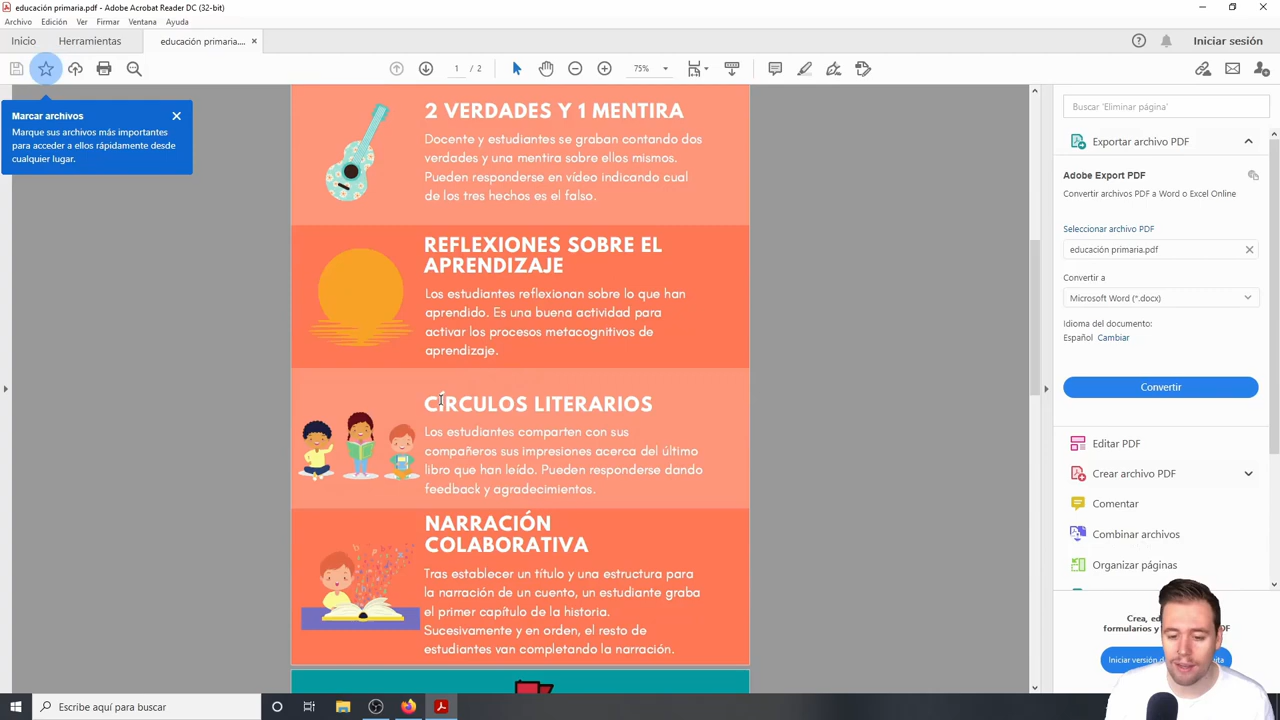 educación primaria.pdf - Adobe Acrobat Reader DC (32-bit)
Archivo Edición Ver Firmar Ventana Ayuda
Inicio Herramientas educación primaria.... Iniciar sesión
1 / 2 75%
Marcar archivos
Marque sus archivos más importantes
para acceder a ellos rápidamente desde
cualquier lugar.
2 VERDADES Y 1 MENTIRA
Docente y estudiantes se graban contando dos
verdades y una mentira sobre ellos mismos.
Pueden responderse en vídeo indicando cual
de los tres hechos es el falso.
REFLEXIONES SOBRE EL
APRENDIZAJE
Los estudiantes reflexionan sobre lo que han
aprendido. Es una buena actividad para
activar los procesos metacognitivos de
aprendizaje.
CÍRCULOS LITERARIOS
Los estudiantes comparten con sus
compañeros sus impresiones acerca del último
libro que han leído. Pueden responderse dando
feedback y agradecimientos.
NARRACIÓN
COLABORATIVA
Tras establecer un título y una estructura para
la narración de un cuento, un estudiante graba
el primer capítulo de la historia.
Sucesivamente y en orden, el resto de
estudiantes van completando la narración.
Buscar 'Eliminar página'
Exportar archivo PDF
Adobe Export PDF
Convertir archivos PDF a Word o Excel Online
Seleccionar archivo PDF
educación primaria.pdf
Convertir a
Microsoft Word (*.docx)
Idioma del documento:
Español Cambiar
Convertir
Editar PDF
Crear archivo PDF
Comentar
Combinar archivos
Organizar páginas
Crea, ed
formularios y
Iniciar versión
Escribe aquí para buscar